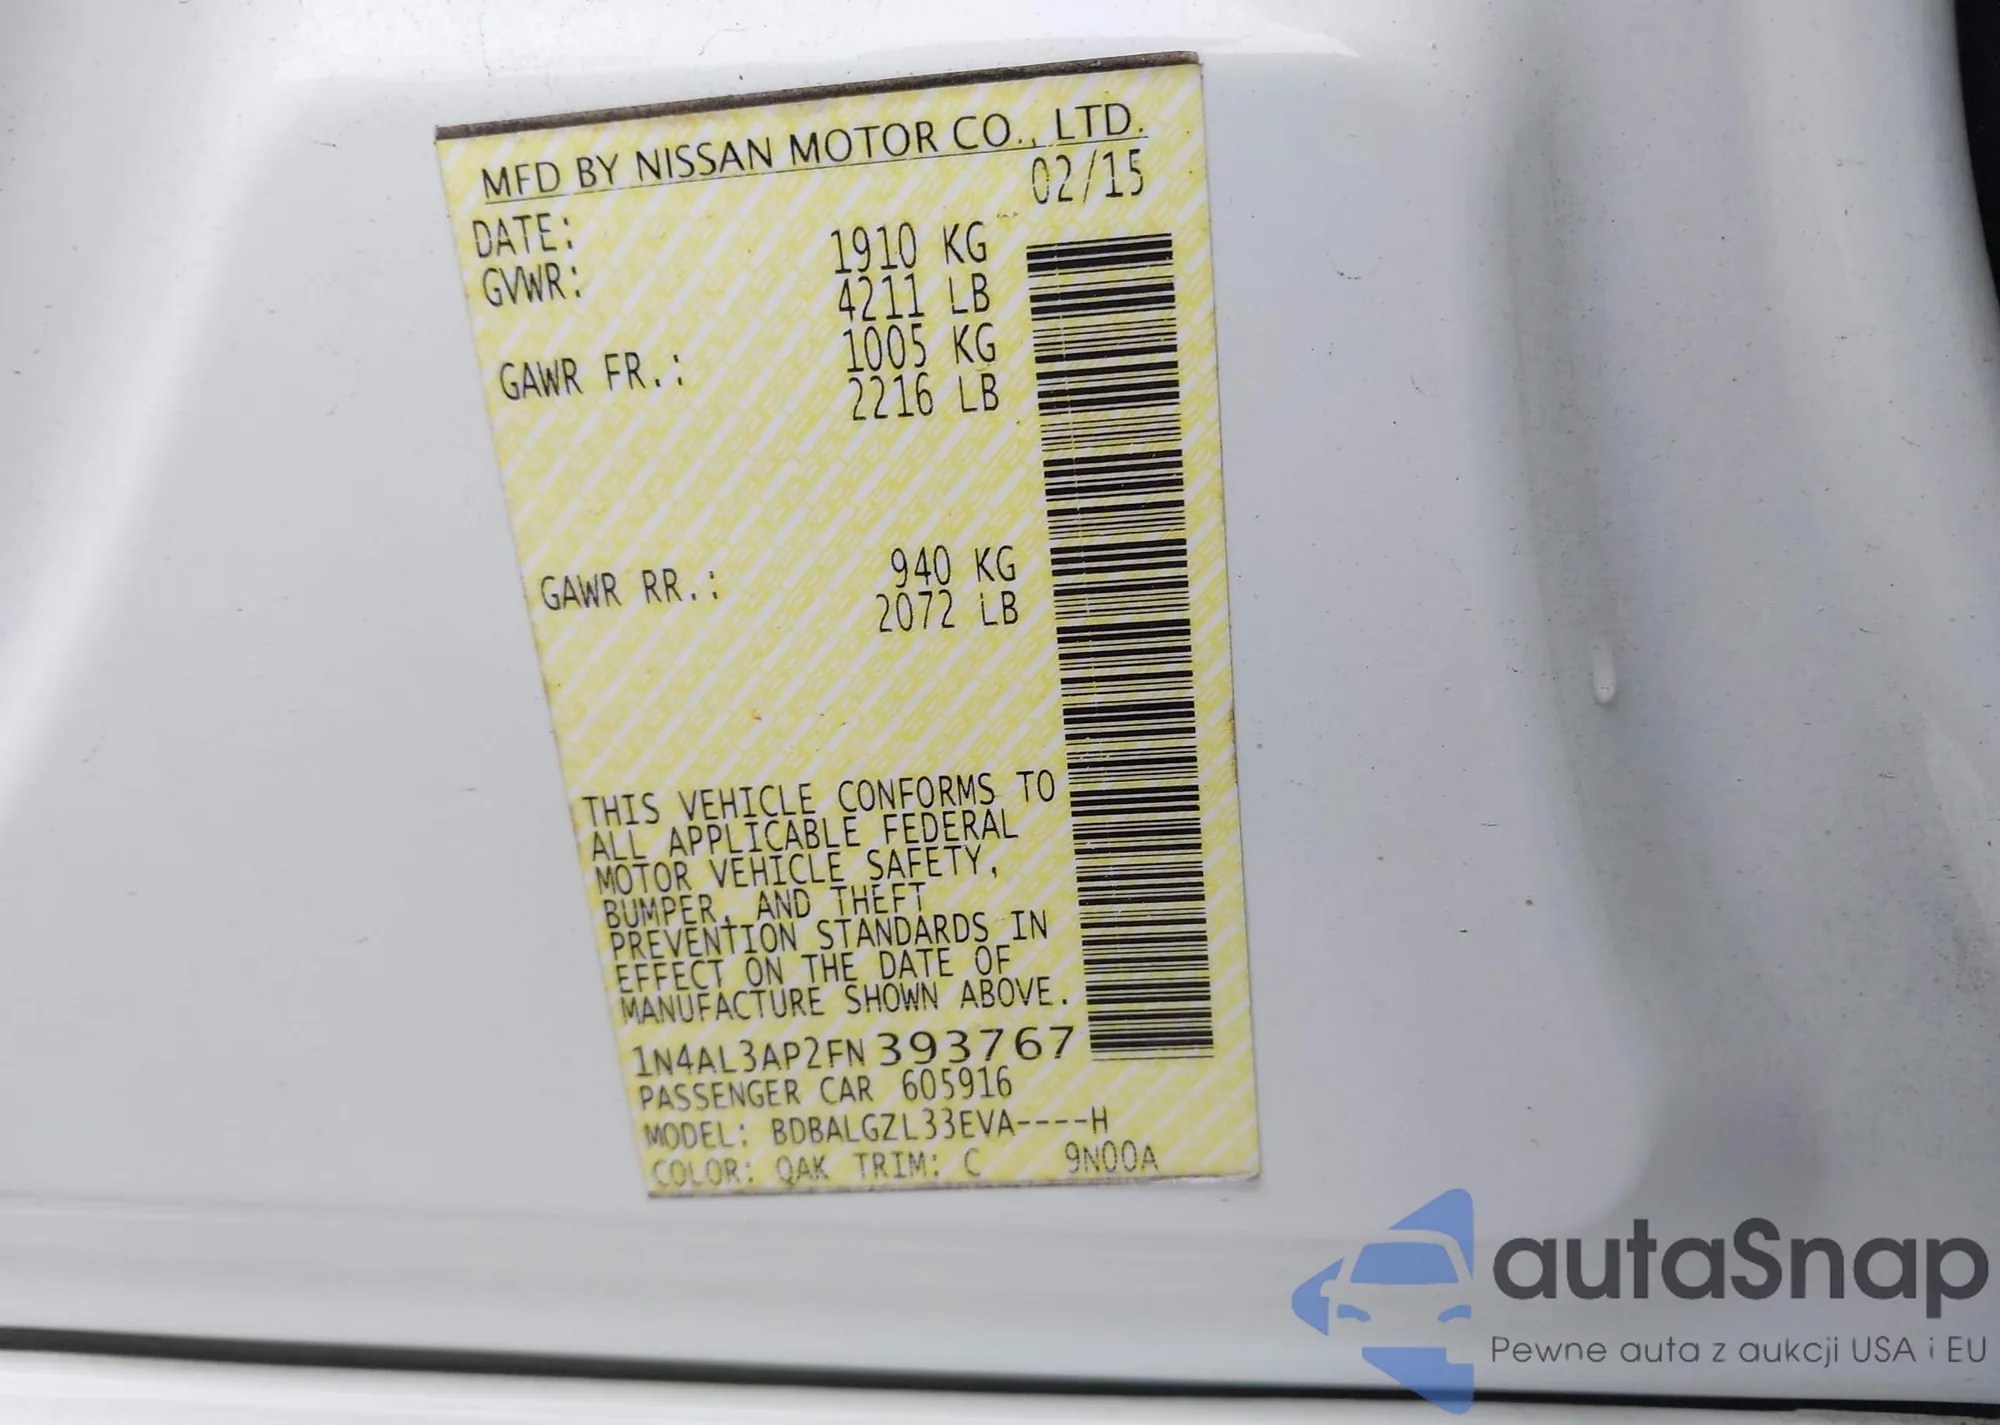 MFD BY NISSAN MOTOR CO., LTD.
DATE: 02/15
GVWR: 1910 KG
4211 LB
GAWR FR.: 1005 KG
2216 LB
GAWR RR.: 940 KG
2072 LB
THIS VEHICLE CONFORMS TO
ALL APPLICABLE FEDERAL
MOTOR VEHICLE SAFETY,
BUMPER, AND THEFT
PREVENTION STANDARDS IN
EFFECT ON THE DATE OF
MANUFACTURE SHOWN ABOVE.
1N4AL3AP2FN393767
PASSENGER CAR 605916
MODEL: BDBALGZL33EVA----H
COLOR: QAK TRIM: C 9N00A
autaSnap
Pewne auta z aukcji USA i EU